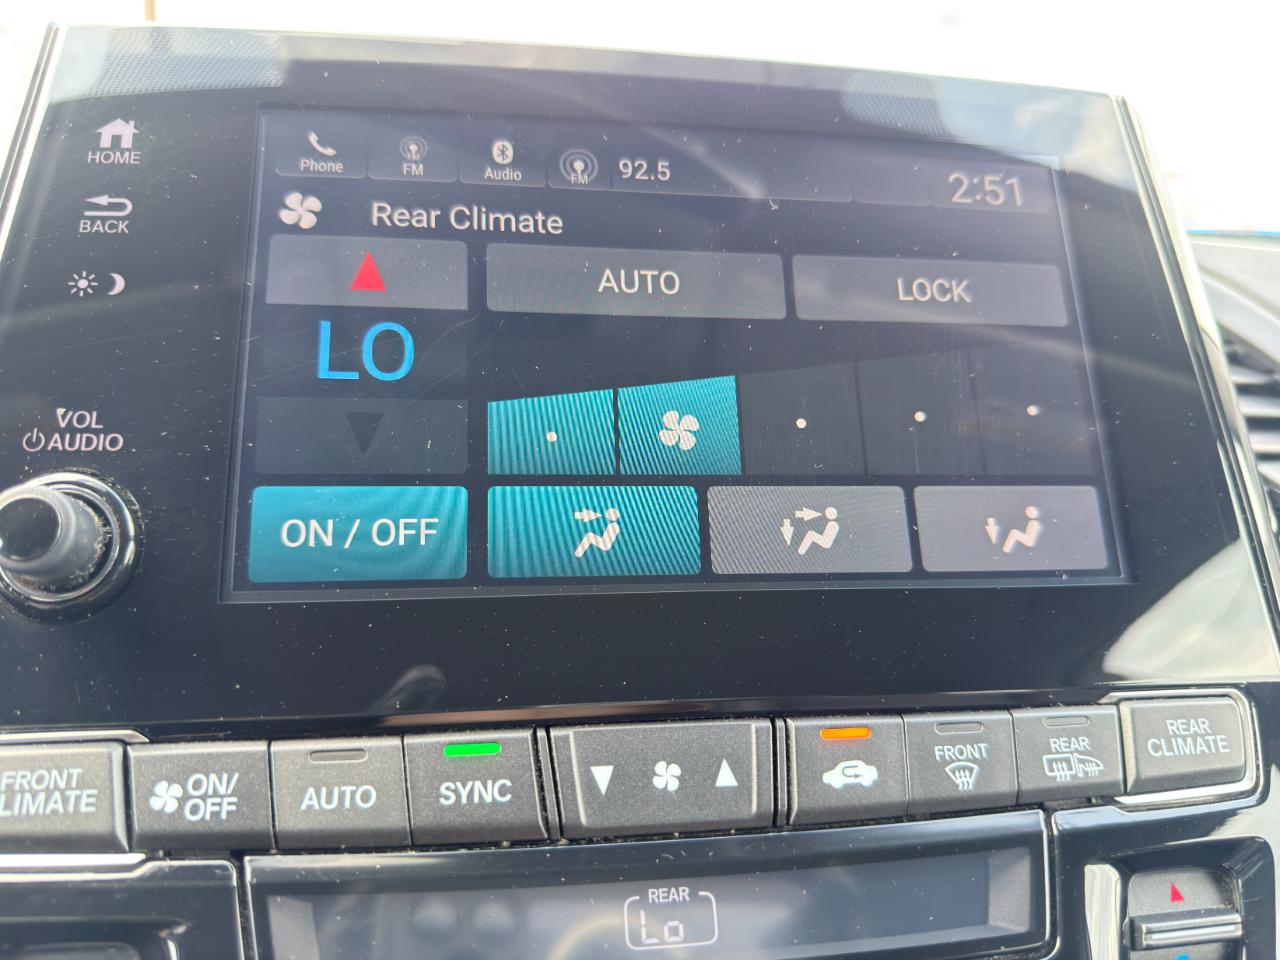 HOME
BACK
VOL
AUDIO
Phone
FM
Audio
FM 92.5
2:51
Rear Climate
AUTO
LOCK
LO
ON / OFF
FRONT
CLIMATE
ON/
OFF
AUTO
SYNC
FRONT
REAR
REAR
CLIMATE
REAR
Lo